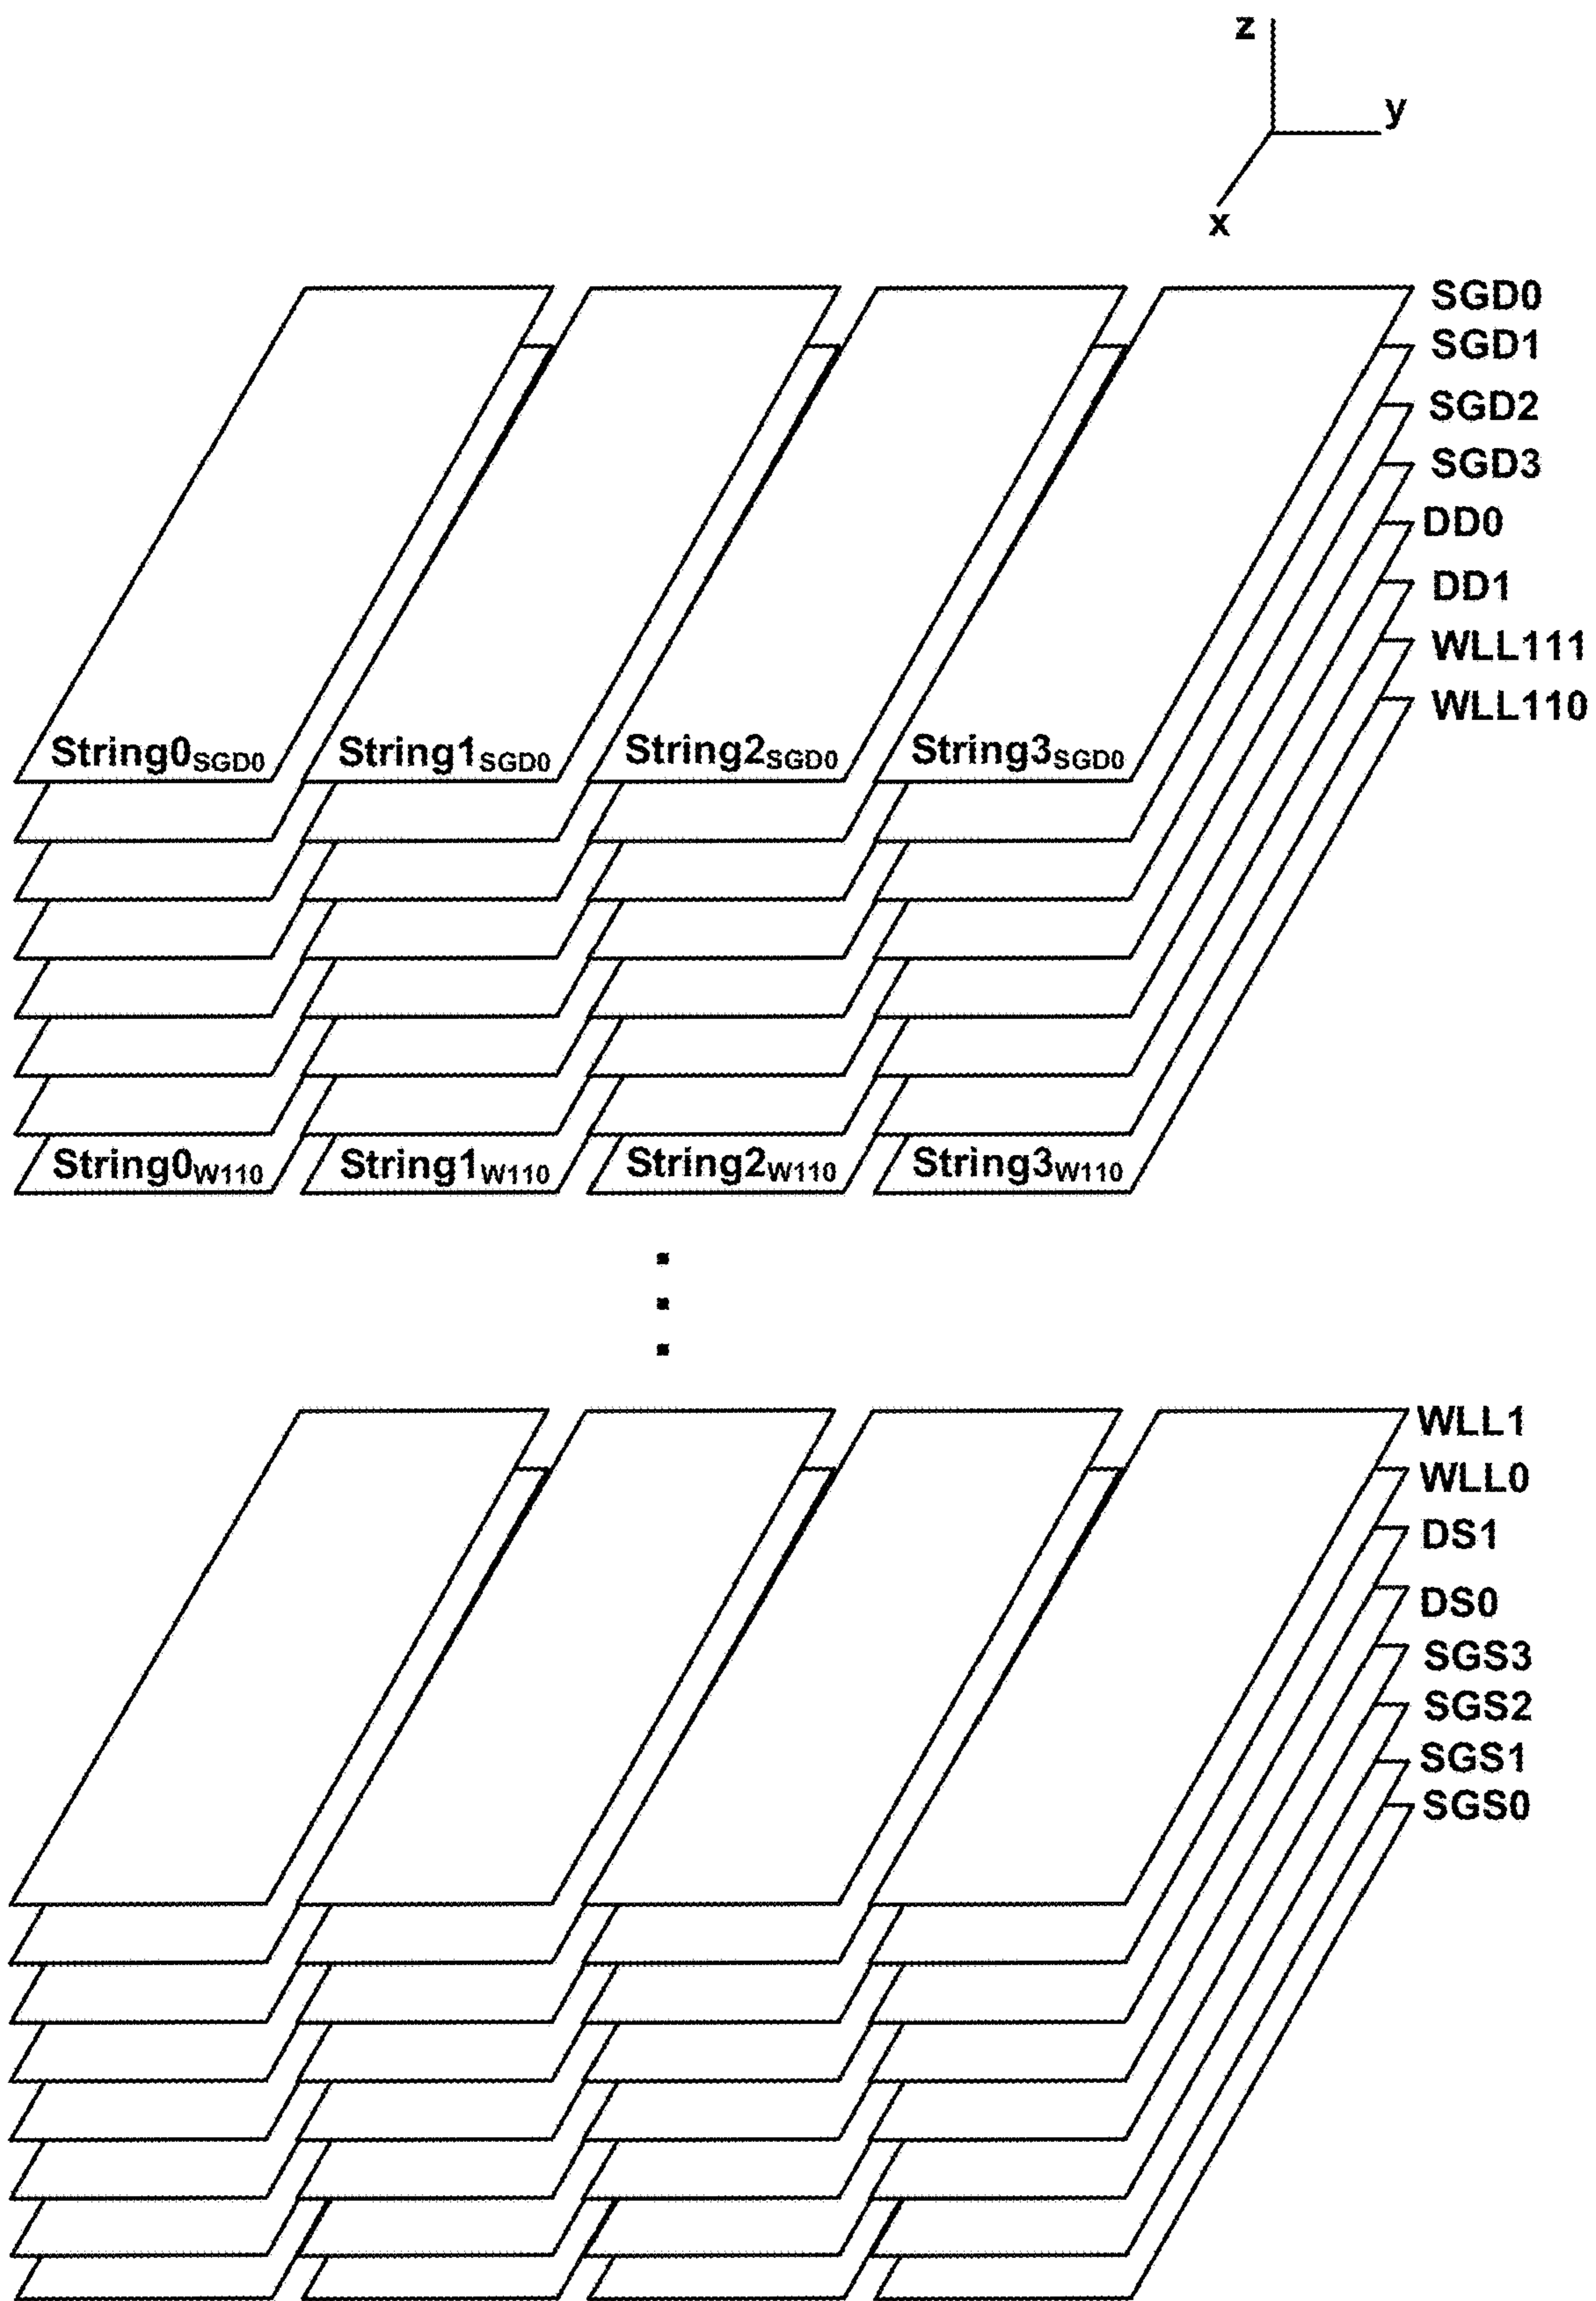 z
y
x
SGD0
SGD1
SGD2
SGD3
DD0
DD1
WLL111
WLL110
String0SGD0 String1SGD0 String2SGD0 String3SGD0
String0W110 String1W110 String2W110 String3W110
WLL1
WLL0
DS1
DS0
SGS3
SGS2
SGS1
SGS0